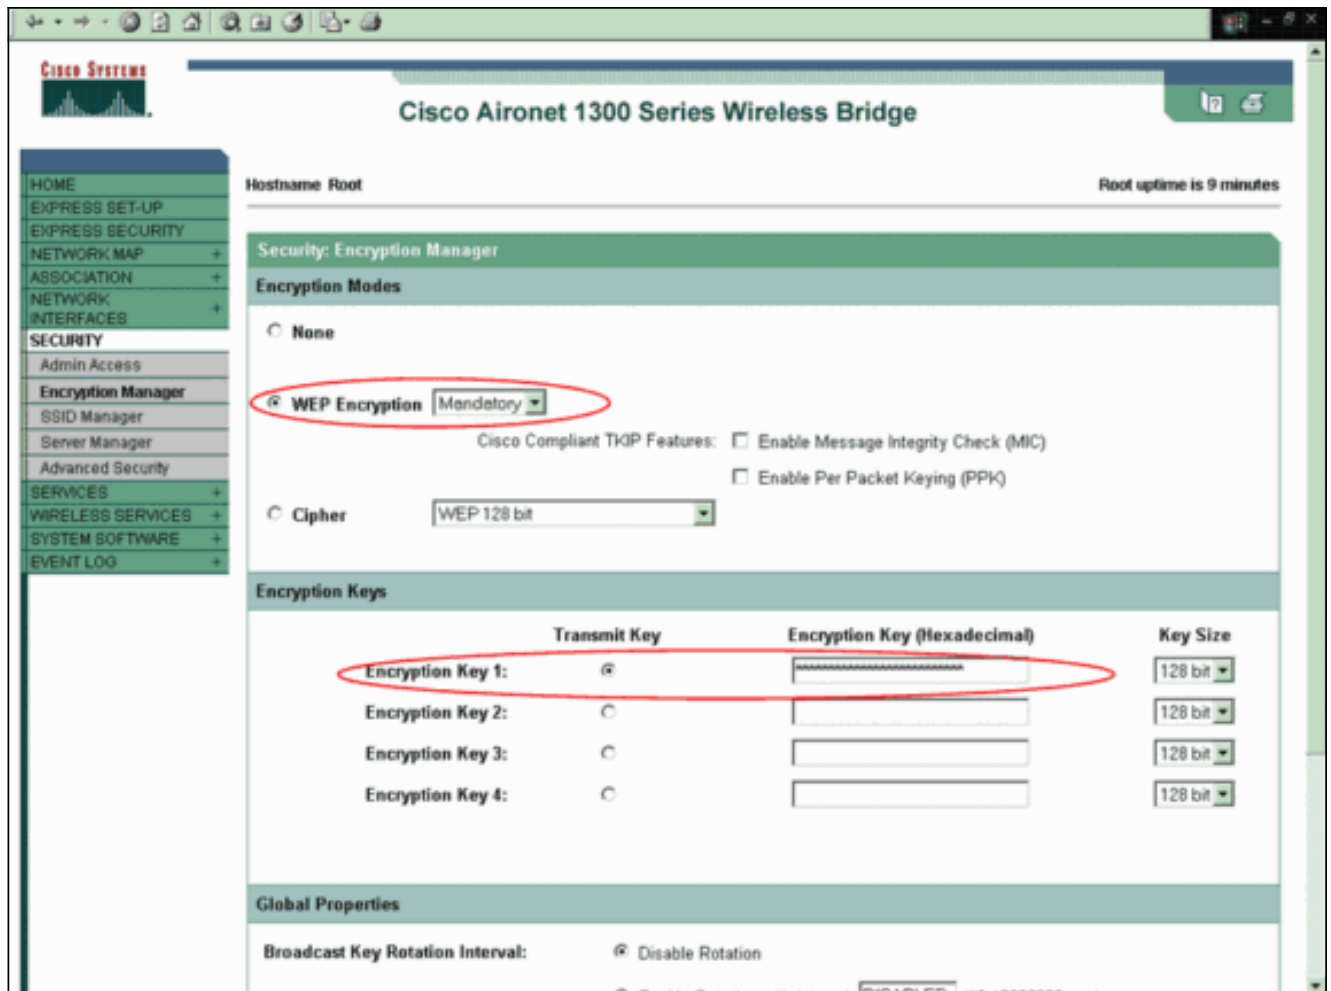 CISCO SYSTEMS
Cisco Aironet 1300 Series Wireless Bridge
HOME
EXPRESS SET-UP
EXPRESS SECURITY
NETWORK MAP +
ASSOCIATION +
NETWORK
INTERFACES +
SECURITY
Admin Access
Encryption Manager
SSID Manager
Server Manager
Advanced Security
SERVICES +
WIRELESS SERVICES +
SYSTEM SOFTWARE +
EVENT LOG +
Hostname Root
Root uptime is 9 minutes
Security: Encryption Manager
Encryption Modes
None
WEP Encryption Mandatory
Cisco Compliant TKIP Features: Enable Message Integrity Check (MIC)
Enable Per Packet Keying (PPK)
Cipher WEP 128 bit
Encryption Keys
Transmit Key Encryption Key (Hexadecimal) Key Size
Encryption Key 1: 128 bit
Encryption Key 2: 128 bit
Encryption Key 3: 128 bit
Encryption Key 4: 128 bit
Global Properties
Broadcast Key Rotation Interval: Disable Rotation